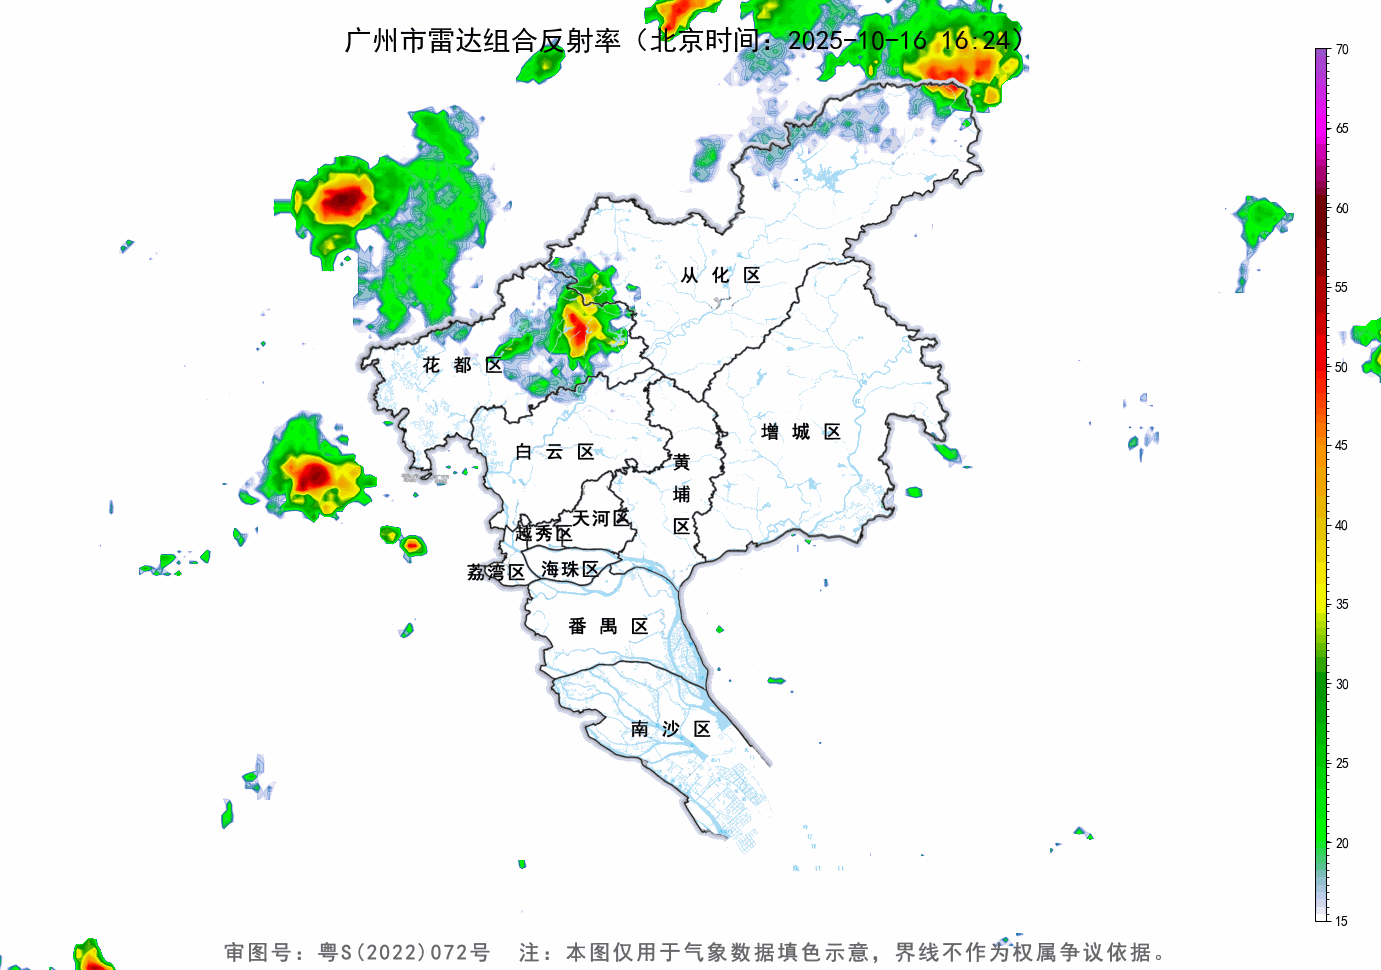 广州市雷达组合反射率（北京时间：2025-10-16 16:24）
70
65
60
55
50
45
40
35
30
25
20
15
从化区
花都区
增城区
白云区
黄埔区
天河区
越秀区
荔湾区
海珠区
番禺区
南沙区
审图号：粤S(2022)072号 注：本图仅用于气象数据填色示意，界线不作为权属争议依据。